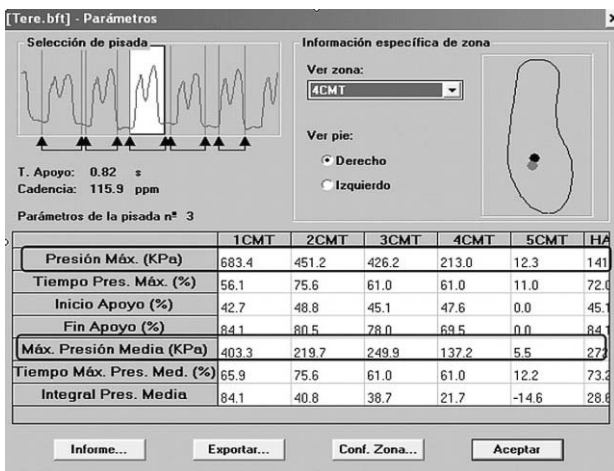 [Tere.bft] - Parámetros
Selección de pisada
Información específica de zona
Ver zona:
4CMT
Ver pie:
Derecho
Izquierdo
T. Apoyo: 0.82 s
Cadencia: 115.9 ppm
Parámetros de la pisada nº 3
1CMT 2CMT 3CMT 4CMT 5CMT HA
Presión Máx. (KPa) 683.4 451.2 426.2 213.0 12.3 141
Tiempo Pres. Máx. (%) 56.1 75.6 61.0 61.0 11.0 72.0
Inicio Apoyo (%) 42.7 48.8 45.1 47.6 0.0 45.1
Fin Apoyo (%) 84.1 80.5 78.0 69.5 0.0 84.1
Máx. Presión Media (KPa) 403.3 219.7 249.9 137.2 5.5 272
Tiempo Máx. Pres. Med. (%) 65.9 75.6 61.0 61.0 12.2 73.2
Integral Pres. Media 84.1 40.8 38.7 21.7 -14.6 28.6
Informe... Exportar... Conf. Zona... Aceptar